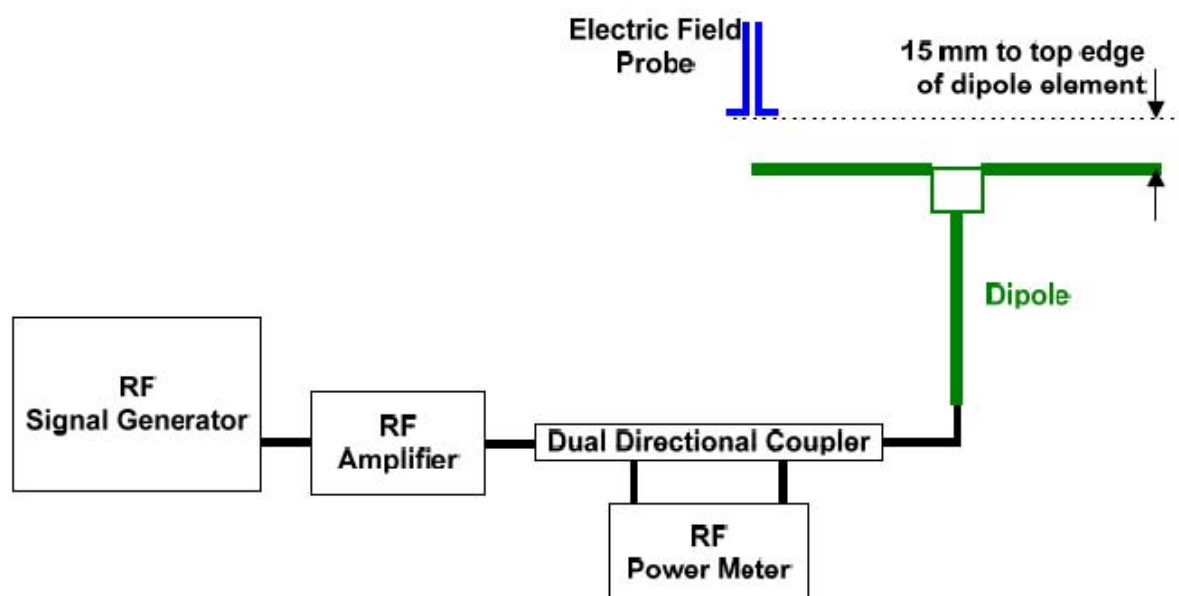 Electric Field
Probe
15 mm to top edge
of dipole element
Dipole
RF
Signal Generator
RF
Amplifier
Dual Directional Coupler
RF
Power Meter